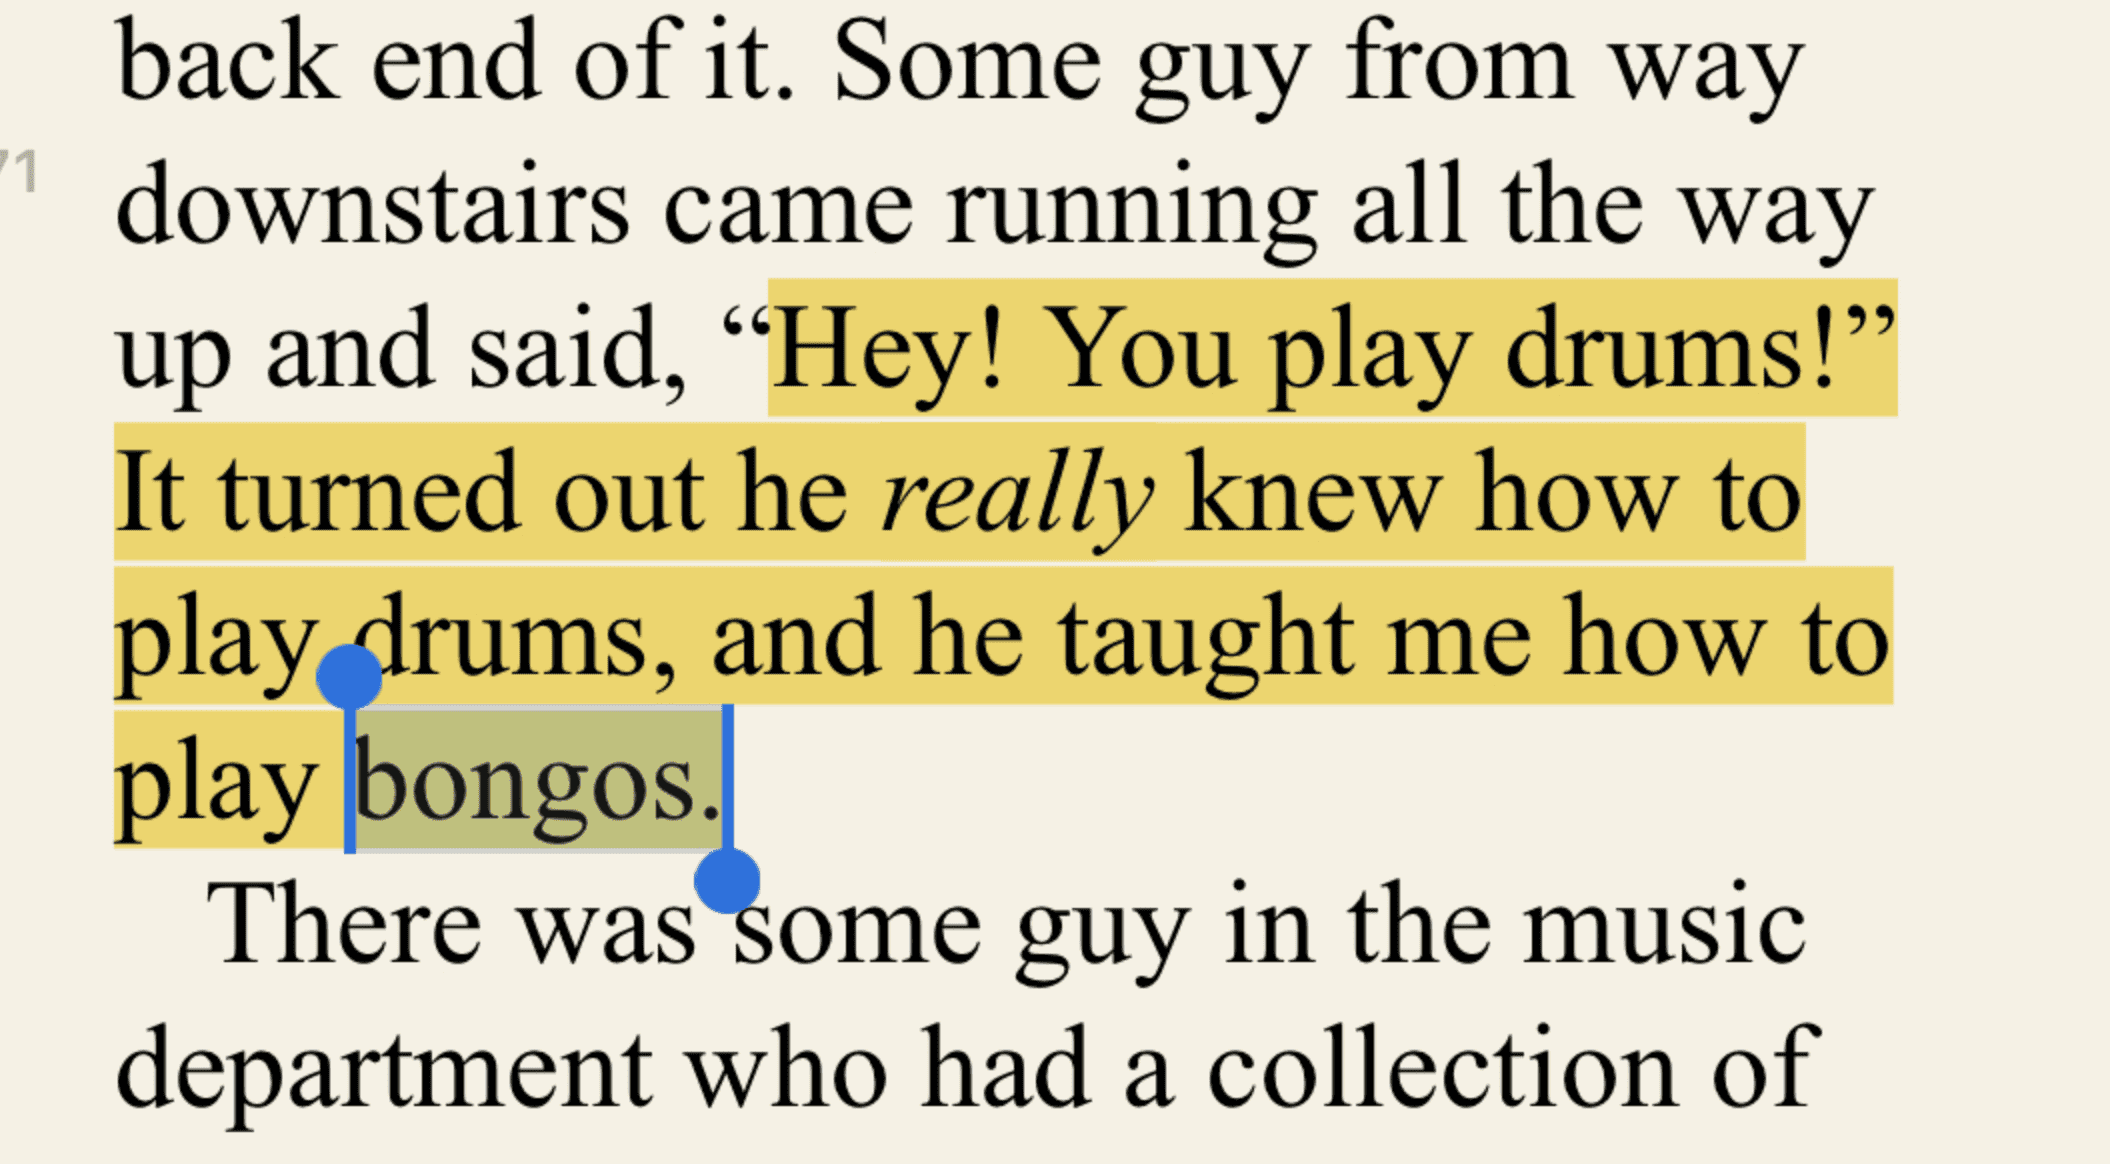 back end of it. Some guy from way
71
downstairs came running all the way
up and said, “Hey! You play drums!”
It turned out he really knew how to
play drums, and he taught me how to
play bongos.
There was some guy in the music
department who had a collection of